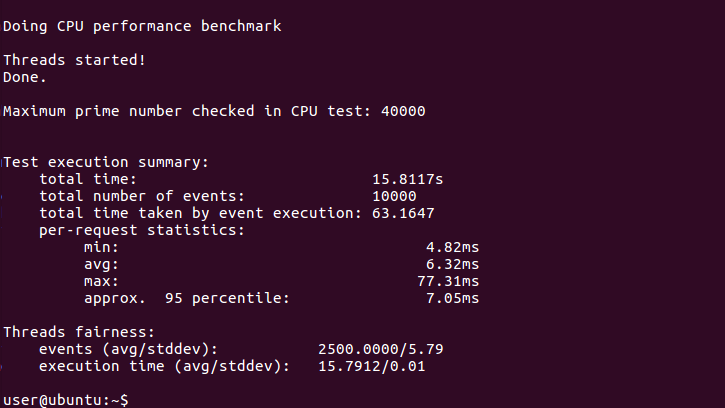 Doing CPU performance benchmark
Threads started!
Done.
Maximum prime number checked in CPU test: 40000
Test execution summary:
total time: 15.8117s
total number of events: 10000
total time taken by event execution: 63.1647
per-request statistics:
min: 4.82ms
avg: 6.32ms
max: 77.31ms
approx.  95 percentile: 7.05ms
Threads fairness:
events (avg/stddev): 2500.0000/5.79
execution time (avg/stddev): 15.7912/0.01
user@ubuntu:~$